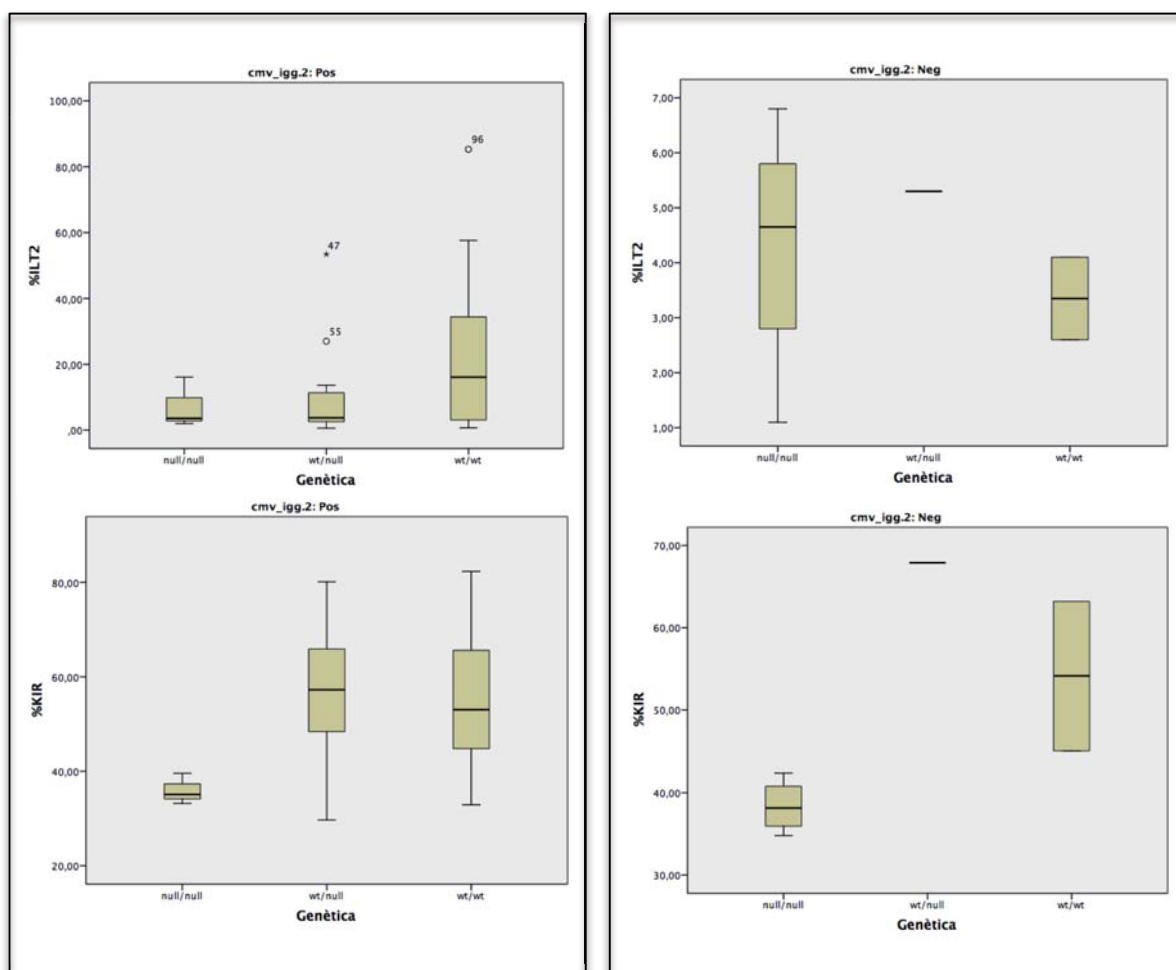 cmv_igg.2: Pos
100,00
80,00
60,00
40,00
20,00
,00
%ILT2
96
47
55
null/null wt/null wt/wt
Genètica
cmv_igg.2: Pos
80,00
60,00
40,00
20,00
%KIR
null/null wt/null wt/wt
Genètica
cmv_igg.2: Neg
7,00
6,00
5,00
4,00
3,00
2,00
1,00
%ILT2
null/null wt/null wt/wt
Genètica
cmv_igg.2: Neg
70,00
60,00
50,00
40,00
30,00
%KIR
null/null wt/null wt/wt
Genètica